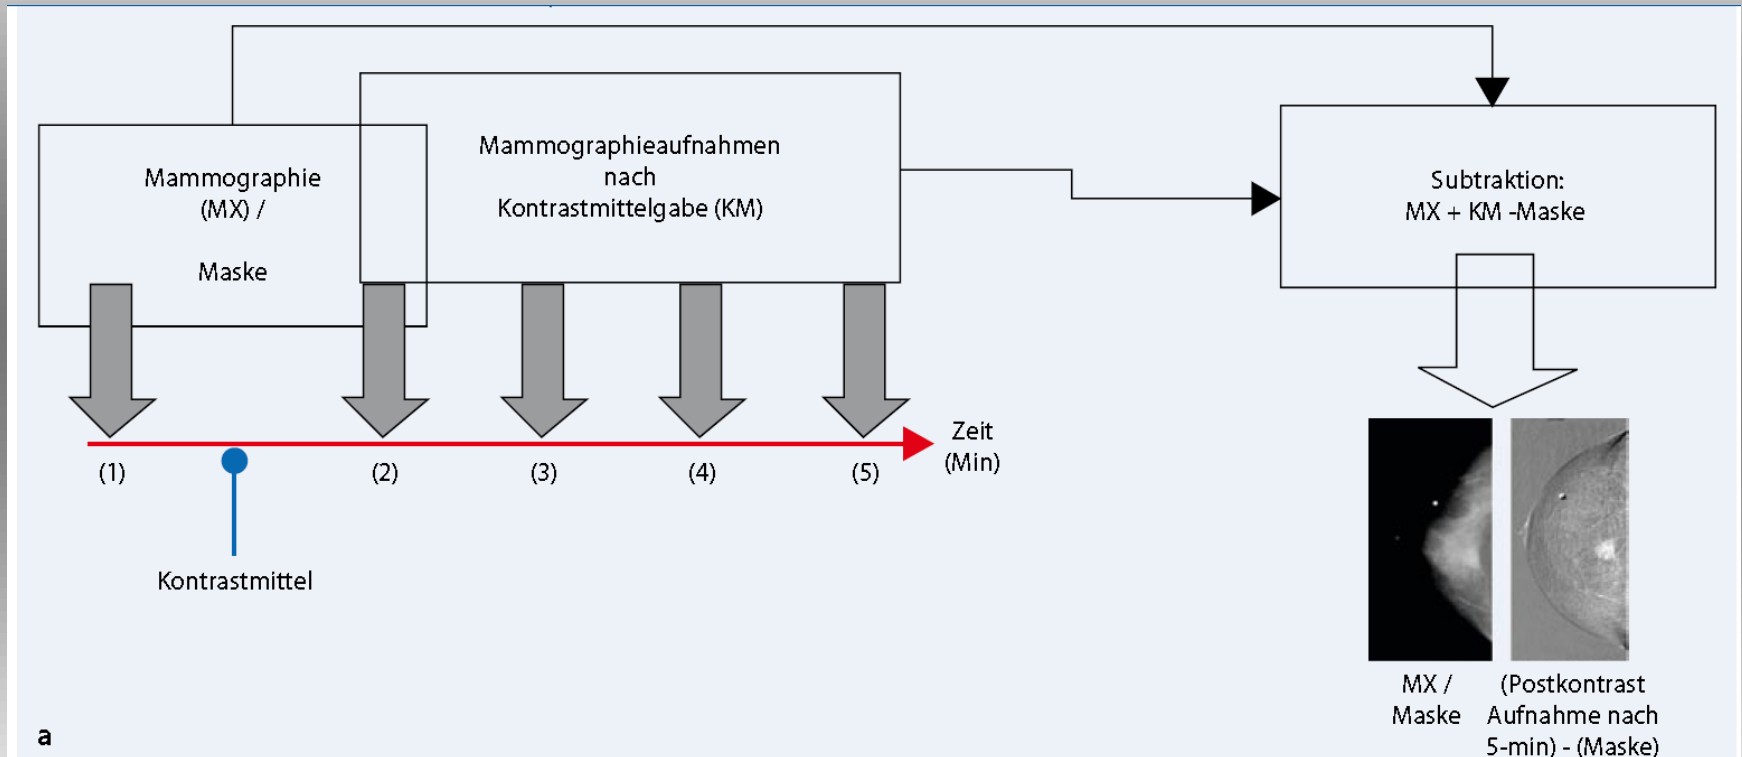 Mammographie
(MX) /
Maske
Mammographieaufnahmen
nach
Kontrastmittelgabe (KM)
Subtraktion:
MX + KM -Maske
(1)
(2)
(3)
(4)
(5)
Zeit
(Min)
Kontrastmittel
MX /
Maske
(Postkontrast
Aufnahme nach
5-min) - (Maske)
a